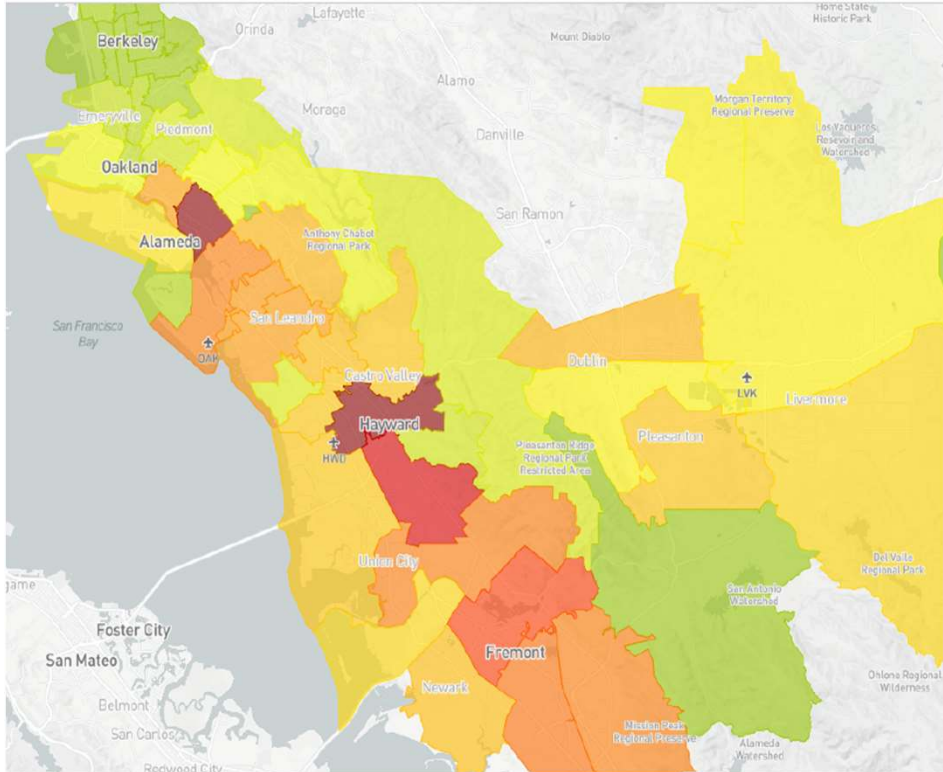 Lafayette
Home State
Historic Park
Orinda
Berkeley
Mount Diablo
Alamo
Moraga
Morgan Territory
Regional Preserve
Emeryville
Piedmont
Los Vaqueros
Resevoir and
Watershed
Danville
Oakland
San Ramon
Alameda
Anthony Chabot
Regional Park
San Francisco
Bay
San Leandro
OAK
Dublin
Castro Valley
LVK
Livermore
Hayward
Pleasanton
HWD
Pleasanton Ridge
Regional Park
Restricted Area
Union City
Del Valle
Regional Park
game
San Antonio
Watershed
Foster City
San Mateo
Fremont
Ohlone Regional
Wilderness
Newark
Belmont
Mission Peak
Regional Preserve
San Carlos
Alameda
Watershed
Redwood City